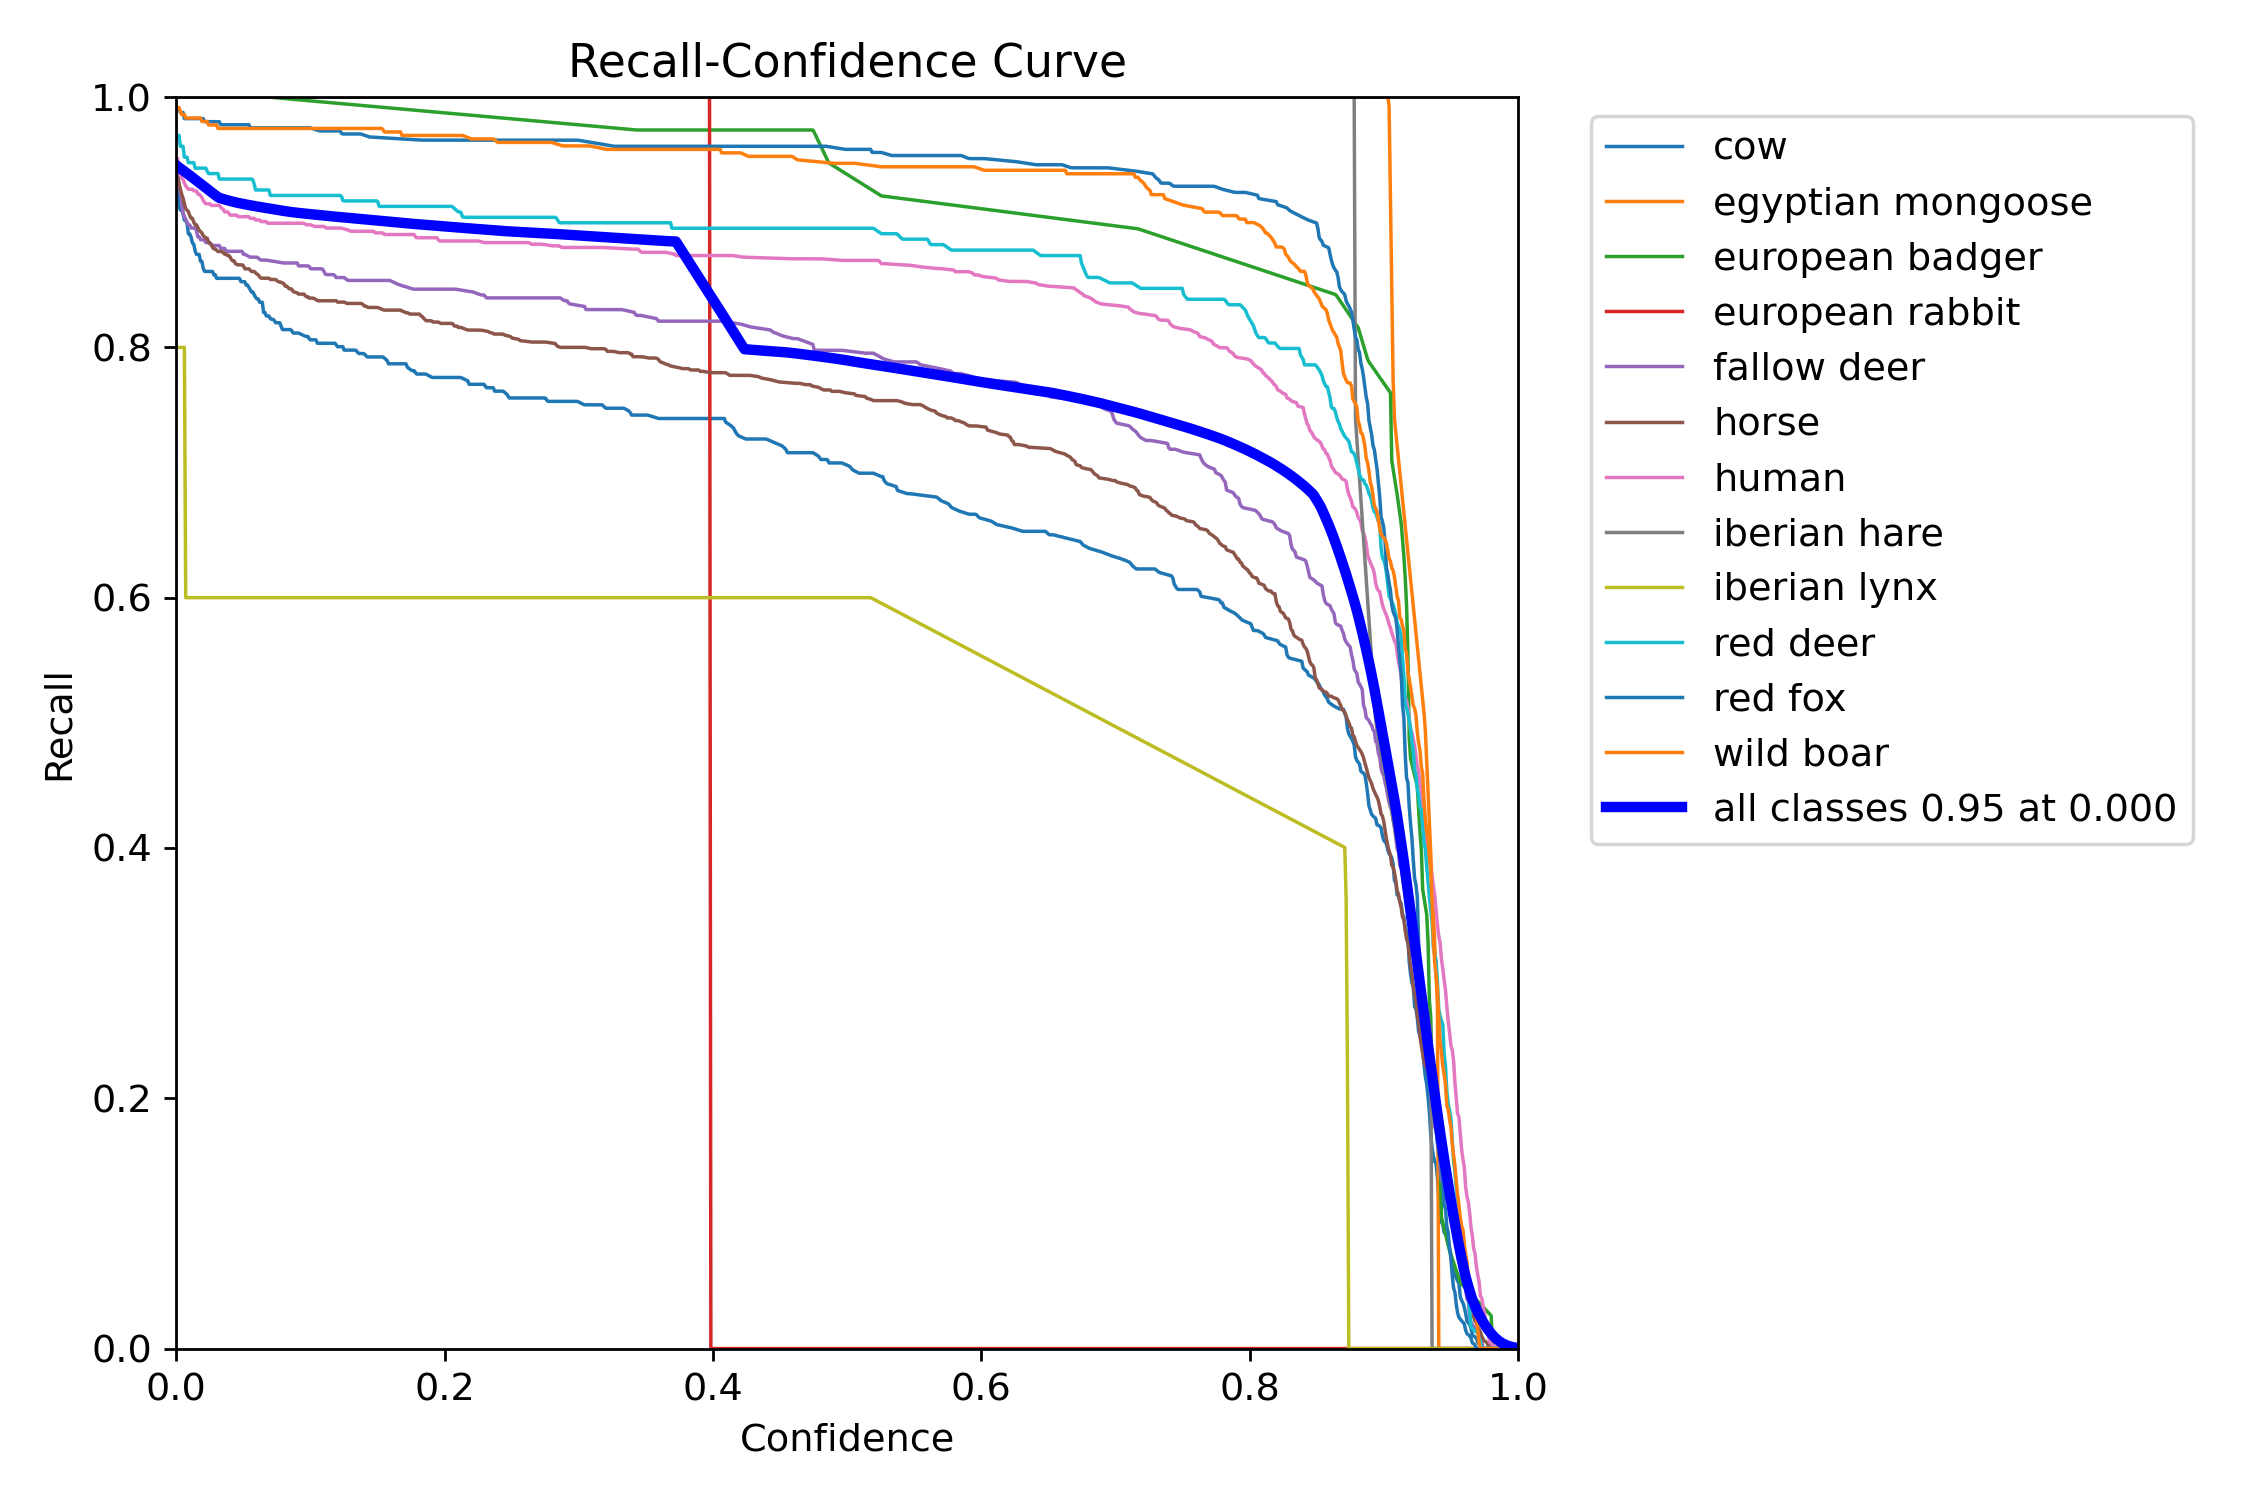 Recall-Confidence Curve
1.0
0.8
0.6
0.4
0.2
0.0
Recall
0.0 0.2 0.4 0.6 0.8 1.0
Confidence
cow
egyptian mongoose
european badger
european rabbit
fallow deer
horse
human
iberian hare
iberian lynx
red deer
red fox
wild boar
all classes 0.95 at 0.000